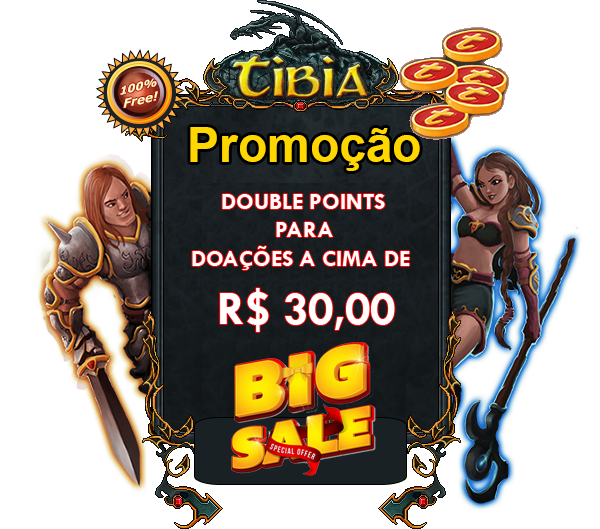 TIBIA
100%
Free!
Promoção
DOUBLE POINTS
PARA
DOAÇÕES A CIMA DE
R$ 30,00
BIG
SALE
SPECIAL OFFER